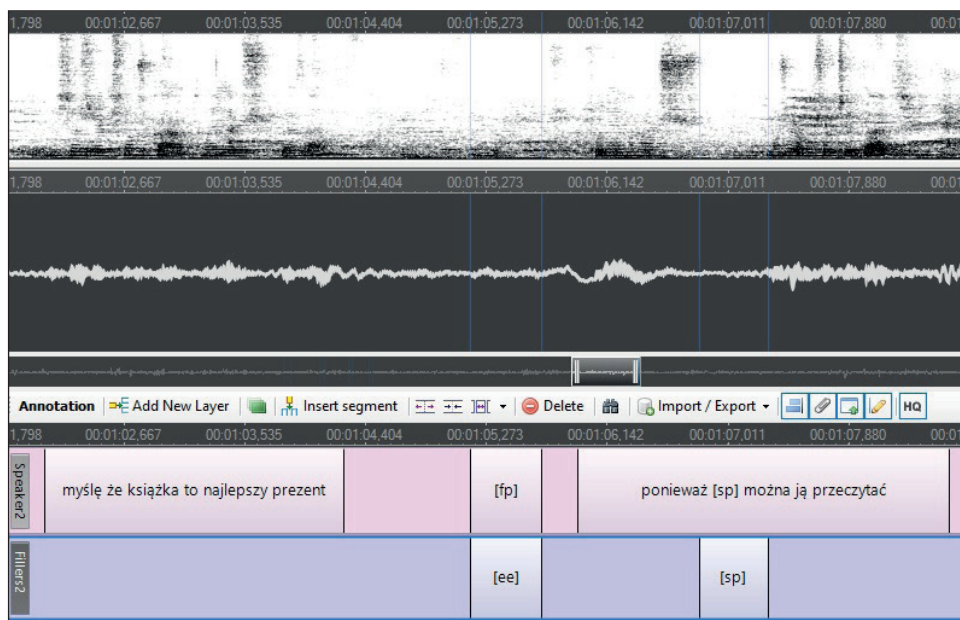 1,798 00:01:02,667 00:01:03,535 00:01:04,404 00:01:05,273 00:01:06,142 00:01:07,011 00:01:07,880 00:01
1,798 00:01:02,667 00:01:03,535 00:01:04,404 00:01:05,273 00:01:06,142 00:01:07,011 00:01:07,880 00:01
Annotation Add New Layer Insert segment Delete Import / Export HQ
1,798 00:01:02,667 00:01:03,535 00:01:04,404 00:01:05,273 00:01:06,142 00:01:07,011 00:01:07,880 00:01
Speaker2 myślę że książka to najlepszy prezent [fp] ponieważ [sp] można ją przeczytać
Fillers2 [ee] [sp]